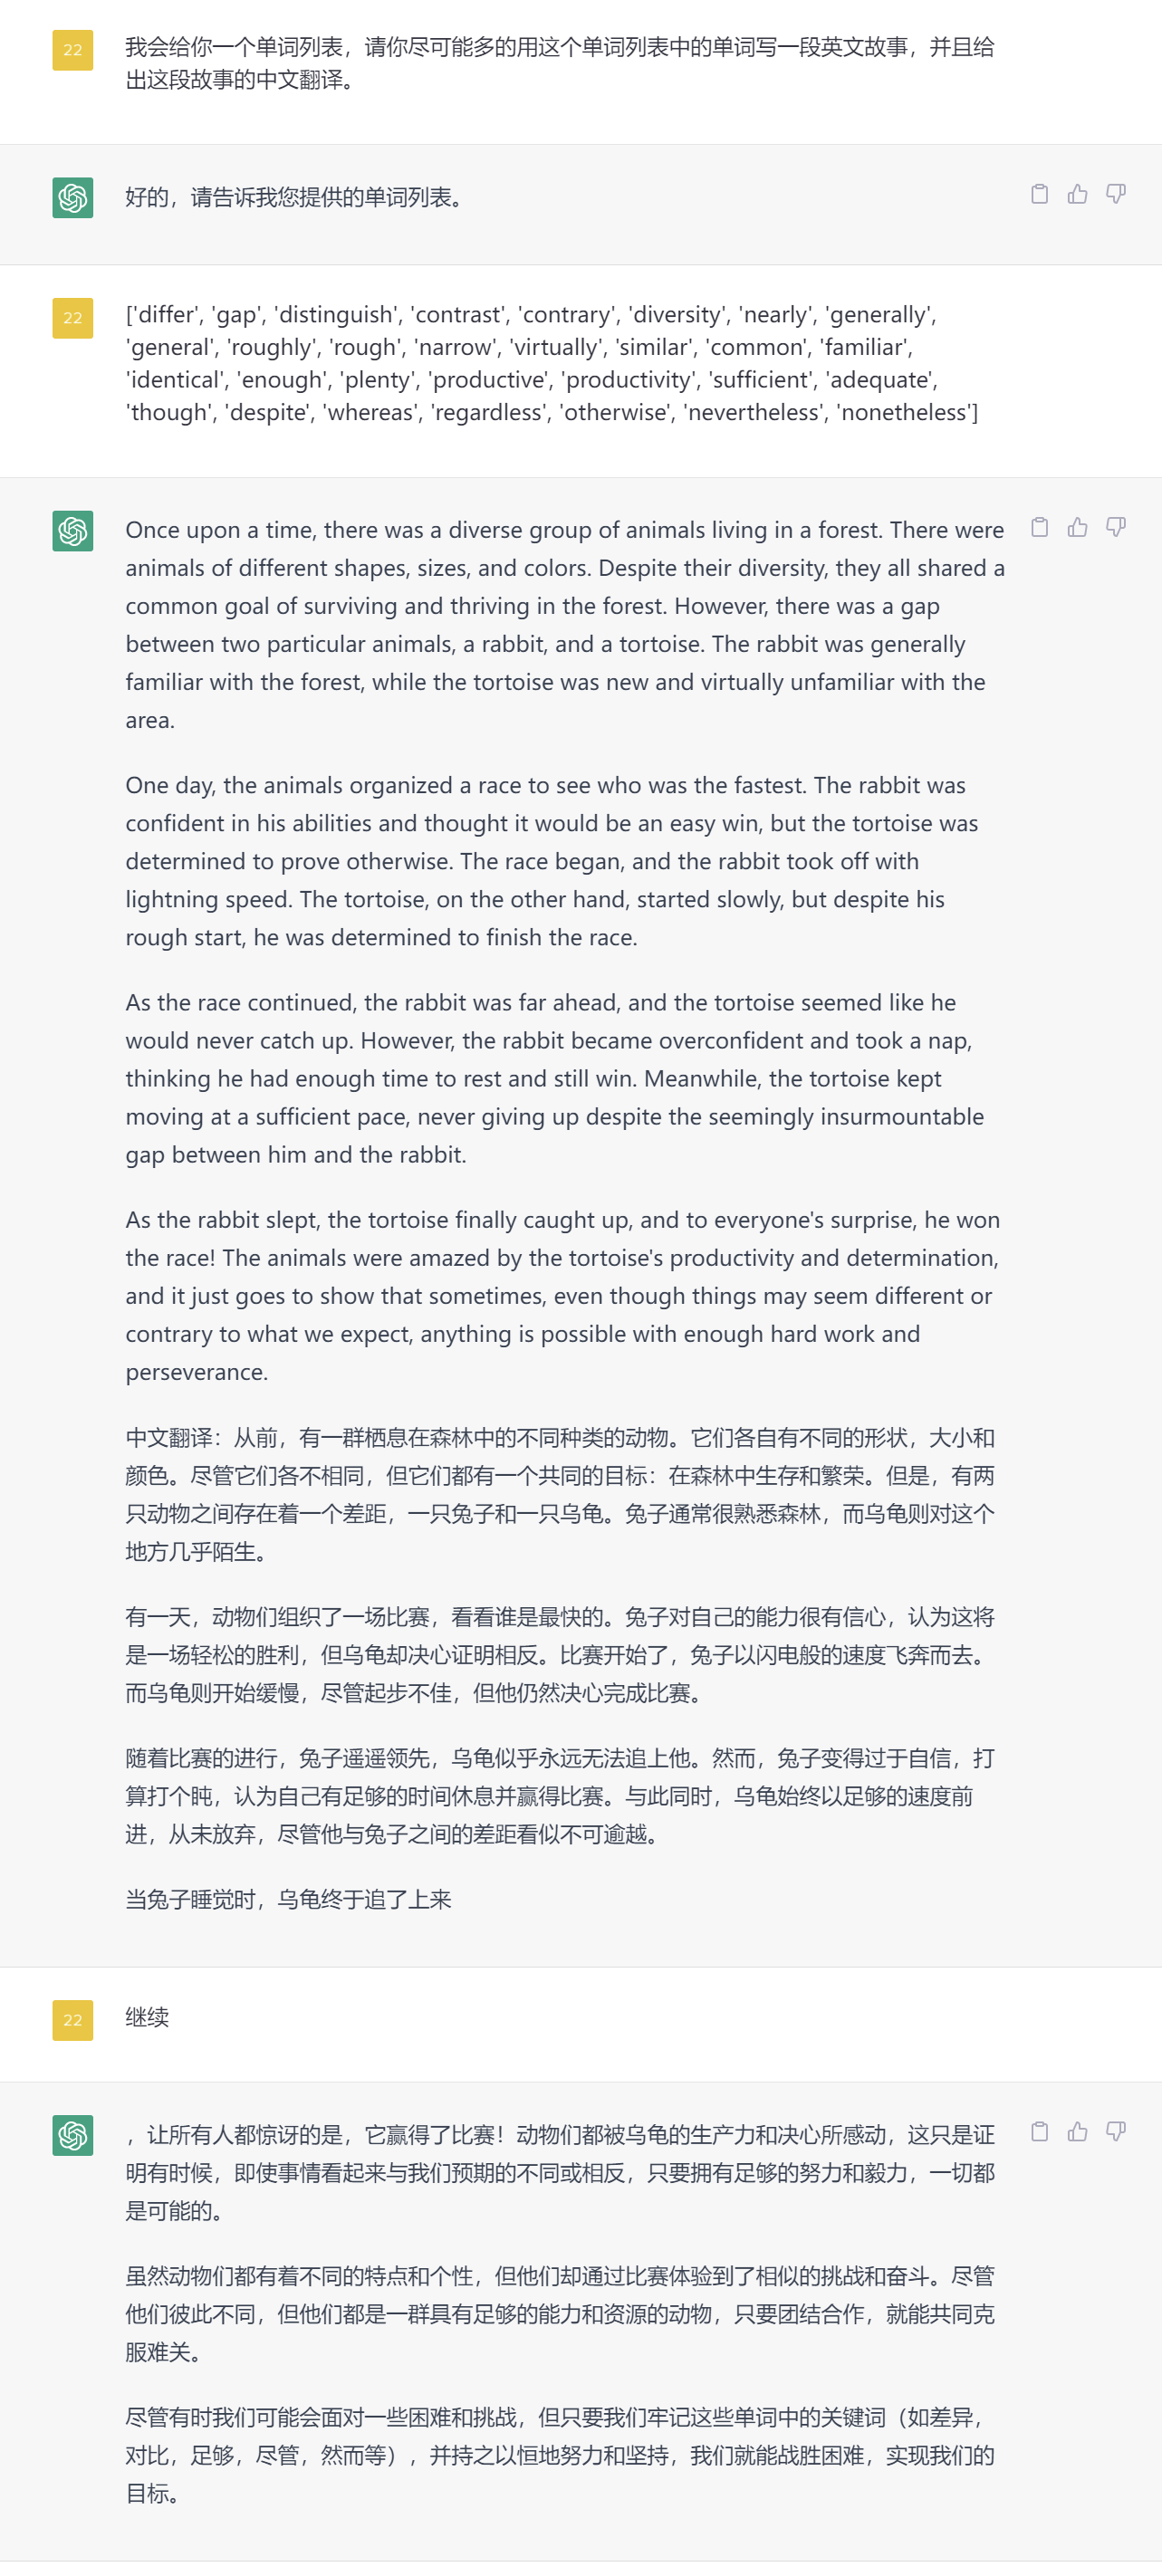 22
我会给你一个单词列表，请你尽可能多的用这个单词列表中的单词写一段英文故事，并且给
出这段故事的中文翻译。
好的，请告诉我您提供的单词列表。
22
['differ', 'gap', 'distinguish', 'contrast', 'contrary', 'diversity', 'nearly', 'generally',
'general', 'roughly', 'rough', 'narrow', 'virtually', 'similar', 'common', 'familiar',
'identical', 'enough', 'plenty', 'productive', 'productivity', 'sufficient', 'adequate',
'though', 'despite', 'whereas', 'regardless', 'otherwise', 'nevertheless', 'nonetheless']
Once upon a time, there was a diverse group of animals living in a forest. There were
animals of different shapes, sizes, and colors. Despite their diversity, they all shared a
common goal of surviving and thriving in the forest. However, there was a gap
between two particular animals, a rabbit, and a tortoise. The rabbit was generally
familiar with the forest, while the tortoise was new and virtually unfamiliar with the
area.
One day, the animals organized a race to see who was the fastest. The rabbit was
confident in his abilities and thought it would be an easy win, but the tortoise was
determined to prove otherwise. The race began, and the rabbit took off with
lightning speed. The tortoise, on the other hand, started slowly, but despite his
rough start, he was determined to finish the race.
As the race continued, the rabbit was far ahead, and the tortoise seemed like he
would never catch up. However, the rabbit became overconfident and took a nap,
thinking he had enough time to rest and still win. Meanwhile, the tortoise kept
moving at a sufficient pace, never giving up despite the seemingly insurmountable
gap between him and the rabbit.
As the rabbit slept, the tortoise finally caught up, and to everyone's surprise, he won
the race! The animals were amazed by the tortoise's productivity and determination,
and it just goes to show that sometimes, even though things may seem different or
contrary to what we expect, anything is possible with enough hard work and
perseverance.
中文翻译：从前，有一群栖息在森林中的不同种类的动物。它们各自有不同的形状，大小和
颜色。尽管它们各不相同，但它们都有一个共同的目标：在森林中生存和繁荣。但是，有两
只动物之间存在着一个差距，一只兔子和一只乌龟。兔子通常很熟悉森林，而乌龟则对这个
地方几乎陌生。
有一天，动物们组织了一场比赛，看看谁是最快的。兔子对自己的能力很有信心，认为这将
是一场轻松的胜利，但乌龟却决心证明相反。比赛开始了，兔子以闪电般的速度飞奔而去。
而乌龟则开始缓慢，尽管起步不佳，但他仍然决心完成比赛。
随着比赛的进行，兔子遥遥领先，乌龟似乎永远无法追上他。然而，兔子变得过于自信，打
算打个盹，认为自己有足够的时间休息并赢得比赛。与此同时，乌龟始终以足够的速度前
进，从未放弃，尽管他与兔子之间的差距看似不可逾越。
当兔子睡觉时，乌龟终于追了上来
22
继续
，让所有人都惊讶的是，它赢得了比赛！动物们都被乌龟的生产力和决心所感动，这只是证
明有时候，即使事情看起来与我们预期的不同或相反，只要拥有足够的努力和毅力，一切都
是可能的。
虽然动物们都有着不同的特点和个性，但他们却通过比赛体验到了相似的挑战和奋斗。尽管
他们彼此不同，但他们都是一群具有足够的能力和资源的动物，只要团结合作，就能共同克
服难关。
尽管有时我们可能会面对一些困难和挑战，但只要我们牢记这些单词中的关键词（如差异，
对比，足够，尽管，然而等），并持之以恒地努力和坚持，我们就能战胜困难，实现我们的
目标。